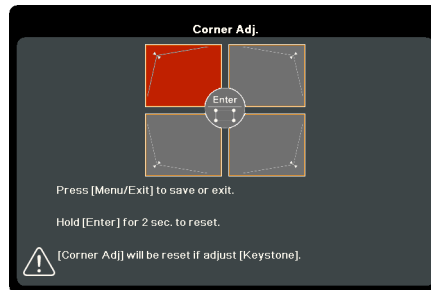 Corner Adj.
Enter
Press [Menu/Exit] to save or exit.
Hold [Enter] for 2 sec. to reset.
[Corner Adj] will be reset if adjust [Keystone].